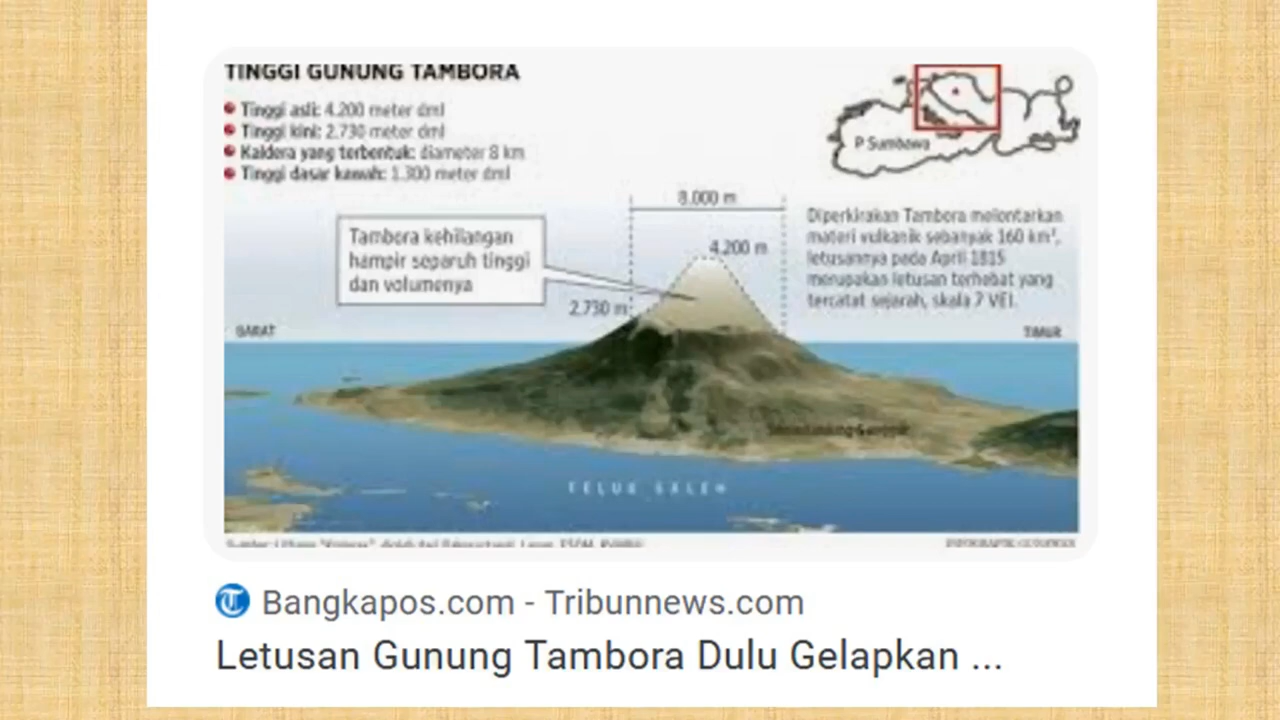 TINGGI GUNUNG TAMBORA
Tinggi asli: 4.200 meter dml
Tinggi kini: 2.730 meter dml
Kaldera yang terbentuk: diameter 8 km
Tinggi dasar kawah: 1.300 meter dml
P Sumbawa
8.000 m
4.200 m
2.730 m
Tambora kehilangan
hampir separuh tinggi
dan volumenya
Diperkirakan Tambora melontarkan
materi vulkanik sebanyak 160 km³,
letusannya pada April 1815
merupakan letusan terhebat yang
tercatat sejarah, skala 7 VEI.
BARAT
TIMUR
TELUK SALEH
Bangkapos.com - Tribunnews.com
Letusan Gunung Tambora Dulu Gelapkan ...